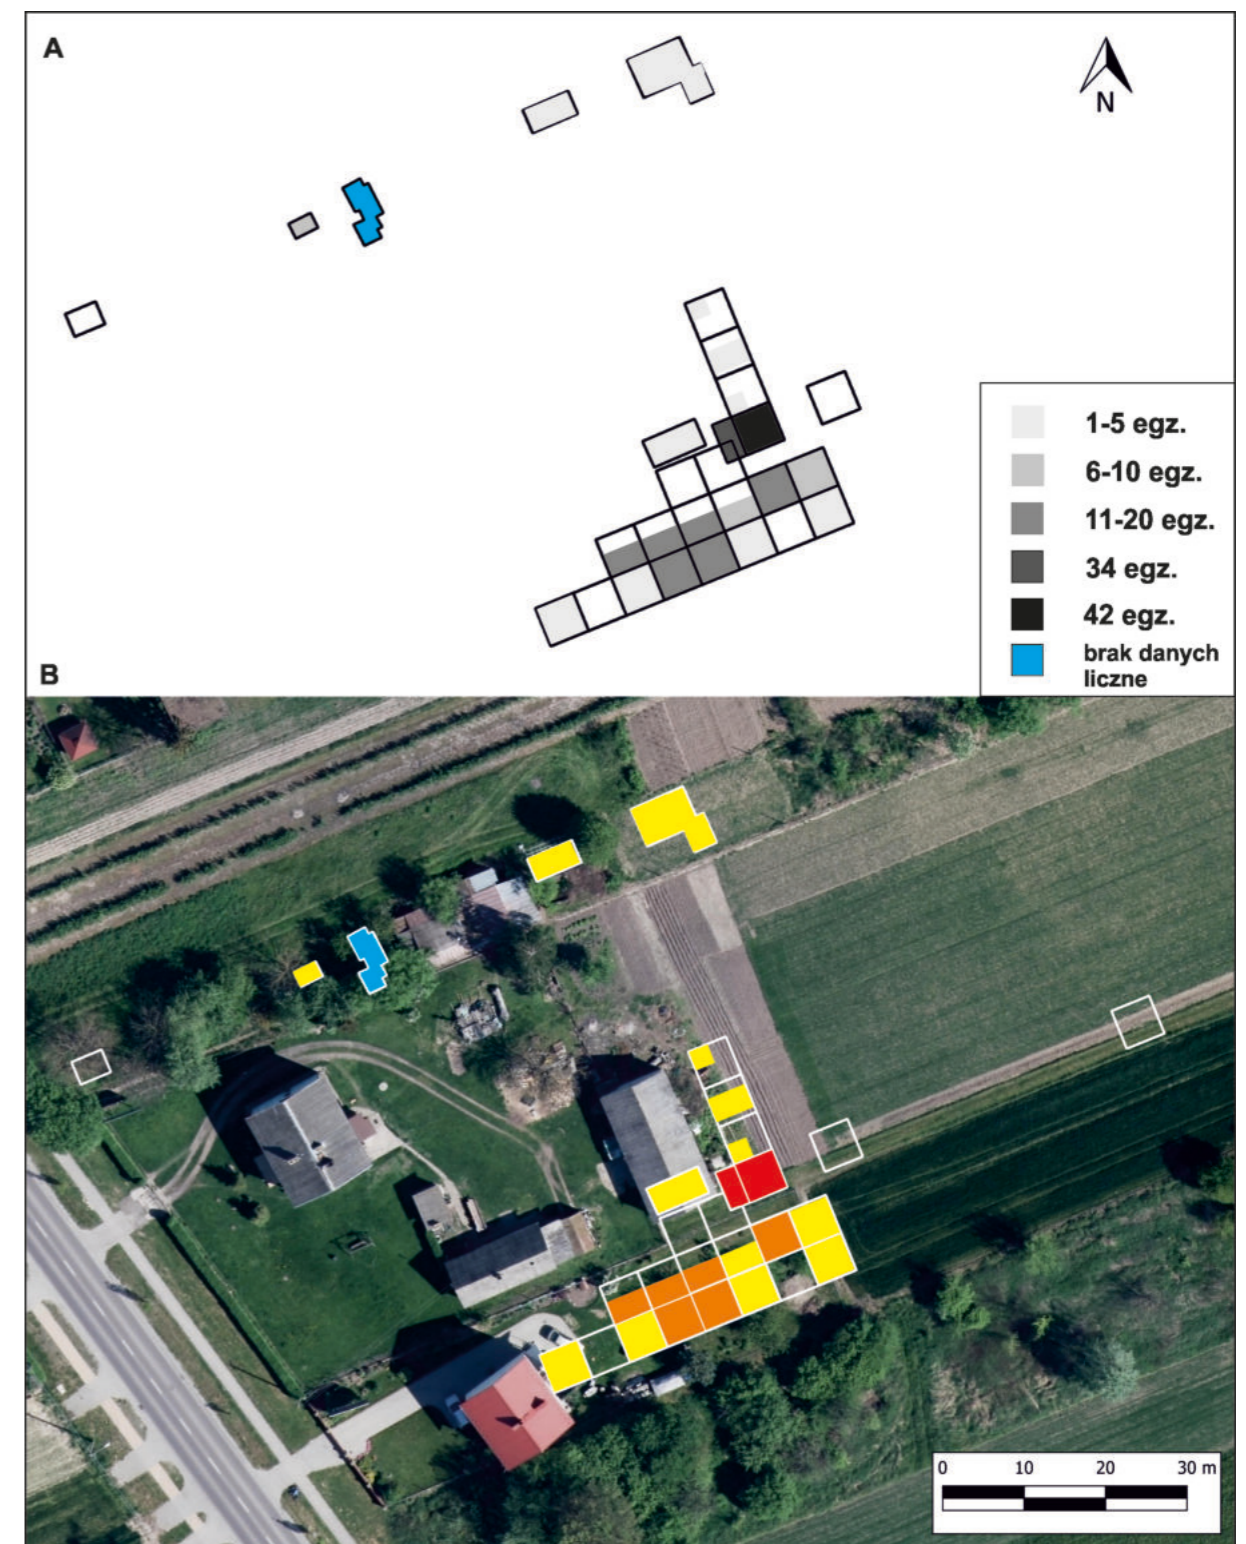 A
N
1-5 egz.
6-10 egz.
11-20 egz.
34 egz.
42 egz.
brak danych
liczne
B
0 10 20 30 m